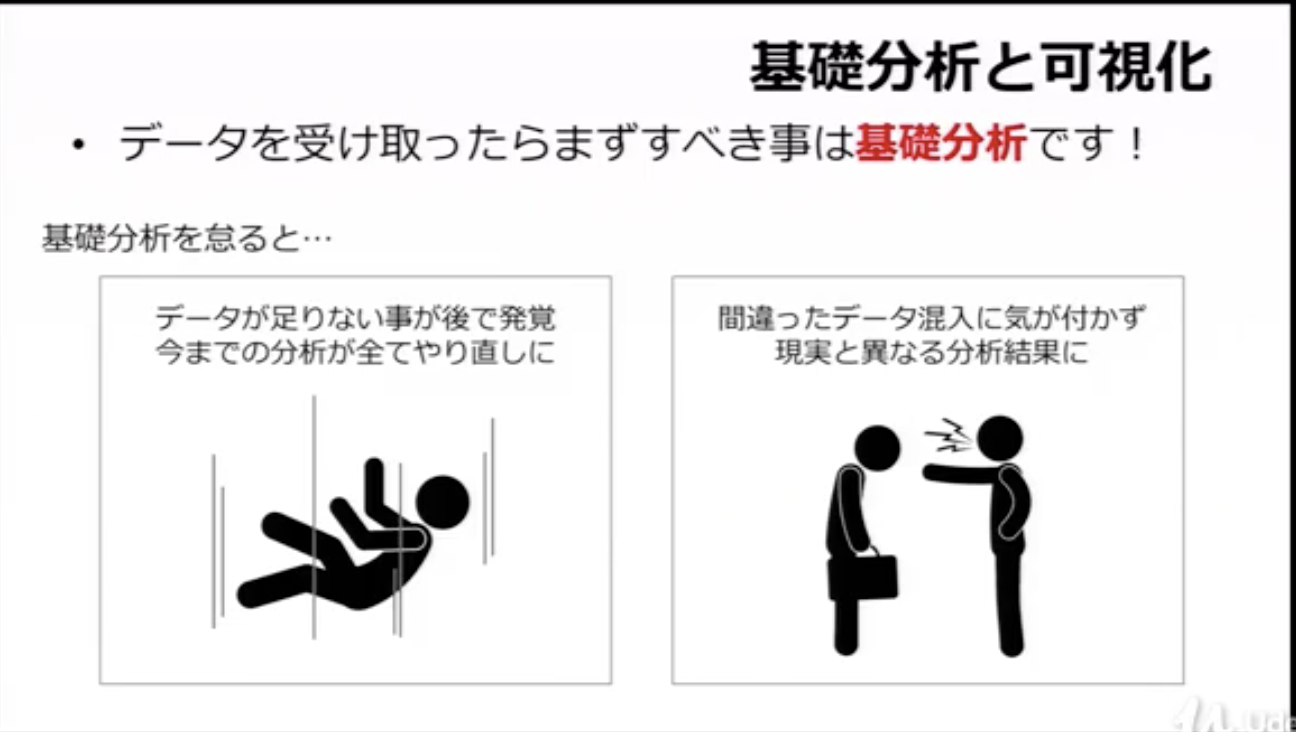 基礎分析と可視化
• データを受け取ったらまずすべき事は基礎分析です！
基礎分析を怠ると…
データが足りない事が後で発覚
今までの分析が全てやり直しに
間違ったデータ混入に気が付かず
現実と異なる分析結果に